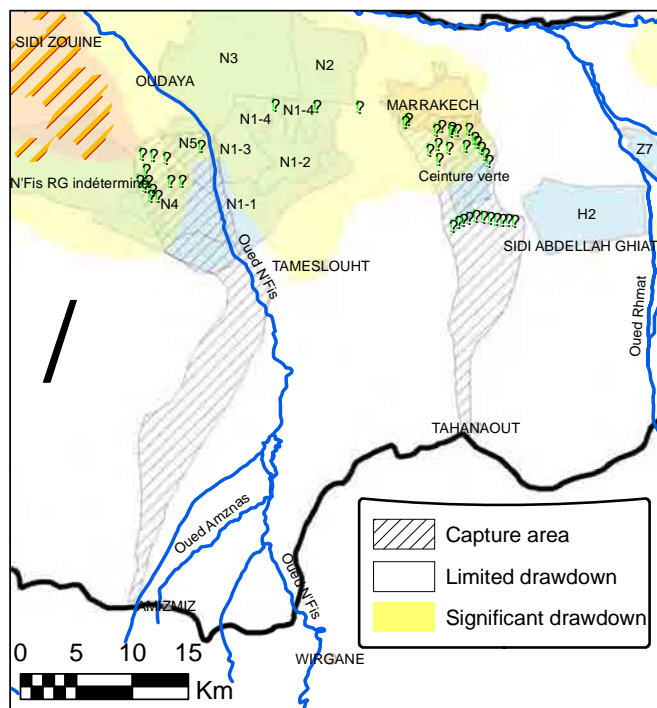 SIDI ZOUINE
N3
N2
OUDAYA
? ? ?
N1-4
N1-4
MARRAKECH
N5
N1-3
N1-2
Ceinture verte
Z7
N'Fis RG indéterminé
N4
N1-1
H2
SIDI ABDELLAH GHIAT
Oued N'Fis
TAMESLOUHT
Oued Rhmat
TAHANAOUT
Oued Amznas
Oued N'Fis
AMIZMIZ
WIRGANE
Capture area
Limited drawdown
Significant drawdown
0 5 10 15
Km